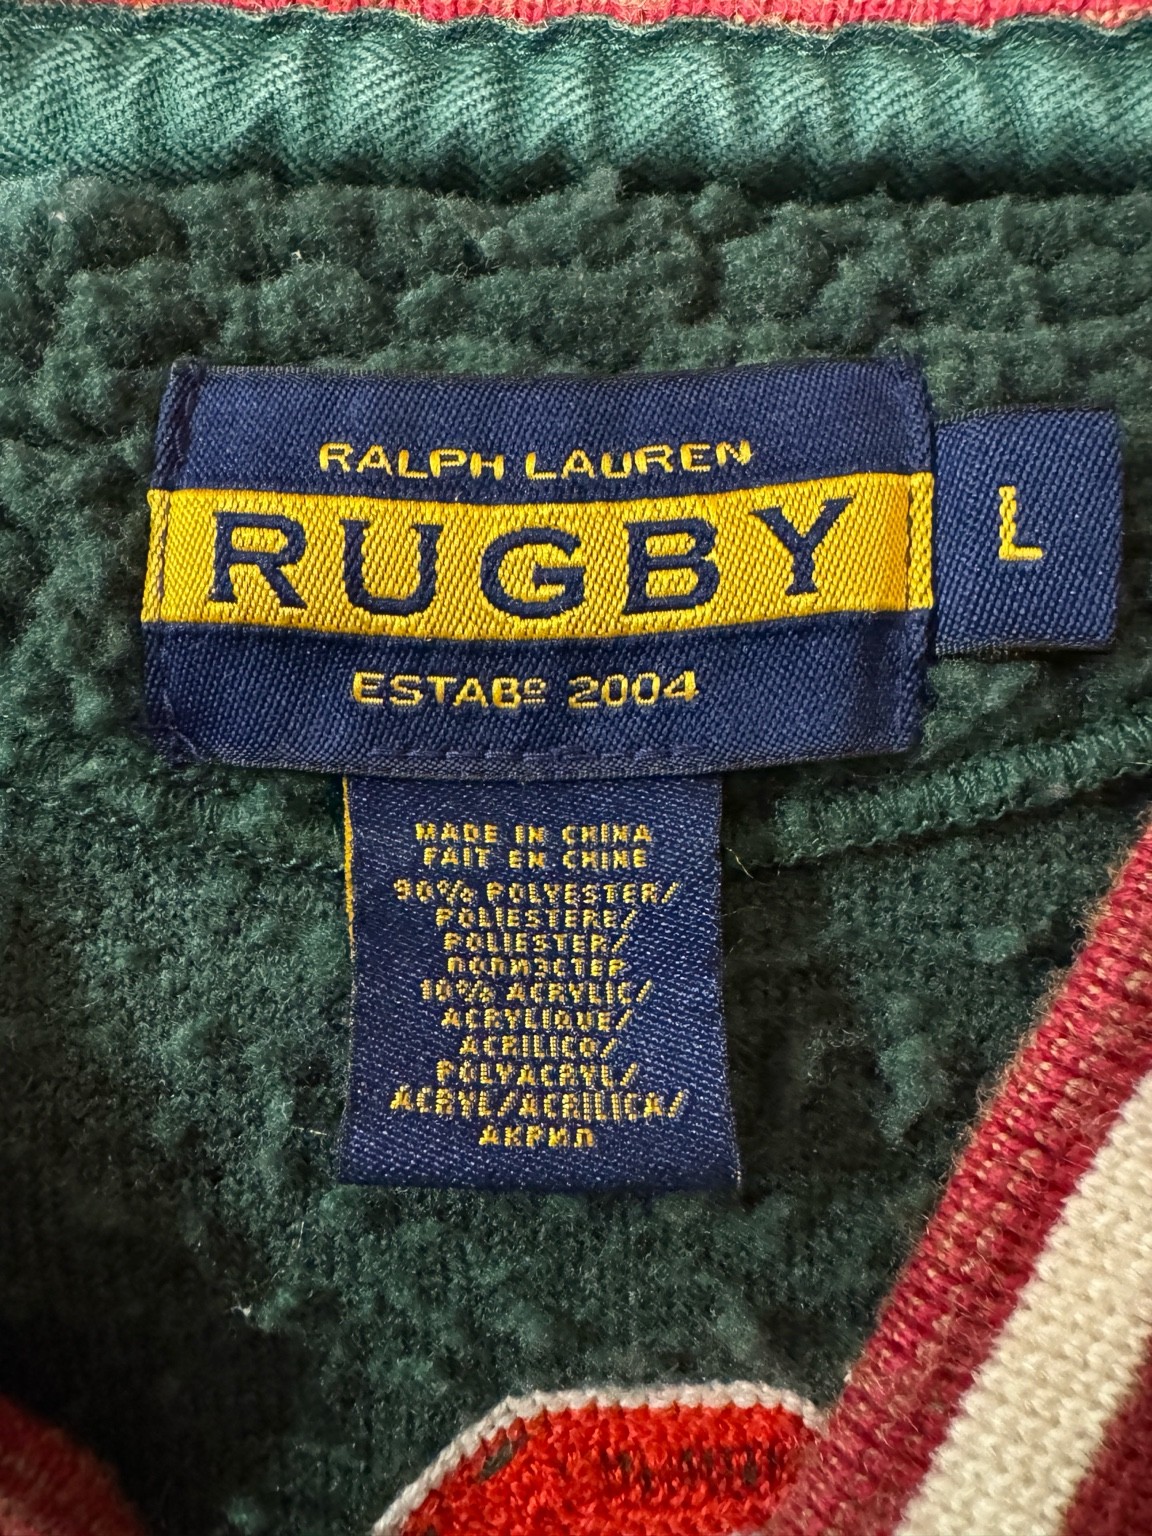 RALPH LAUREN
RUGBY
L
ESTABº 2004
MADE IN CHINA
FAIT EN CHINE
90% POLYESTER/
POLIESTERE/
POLIESTER/
ПОЛИЭСТЕР
10% ACRYLIC/
ACRYLIQUE/
ACRILICO/
POLYACRYL/
ACRYL/ACRILICA/
АКРИЛ